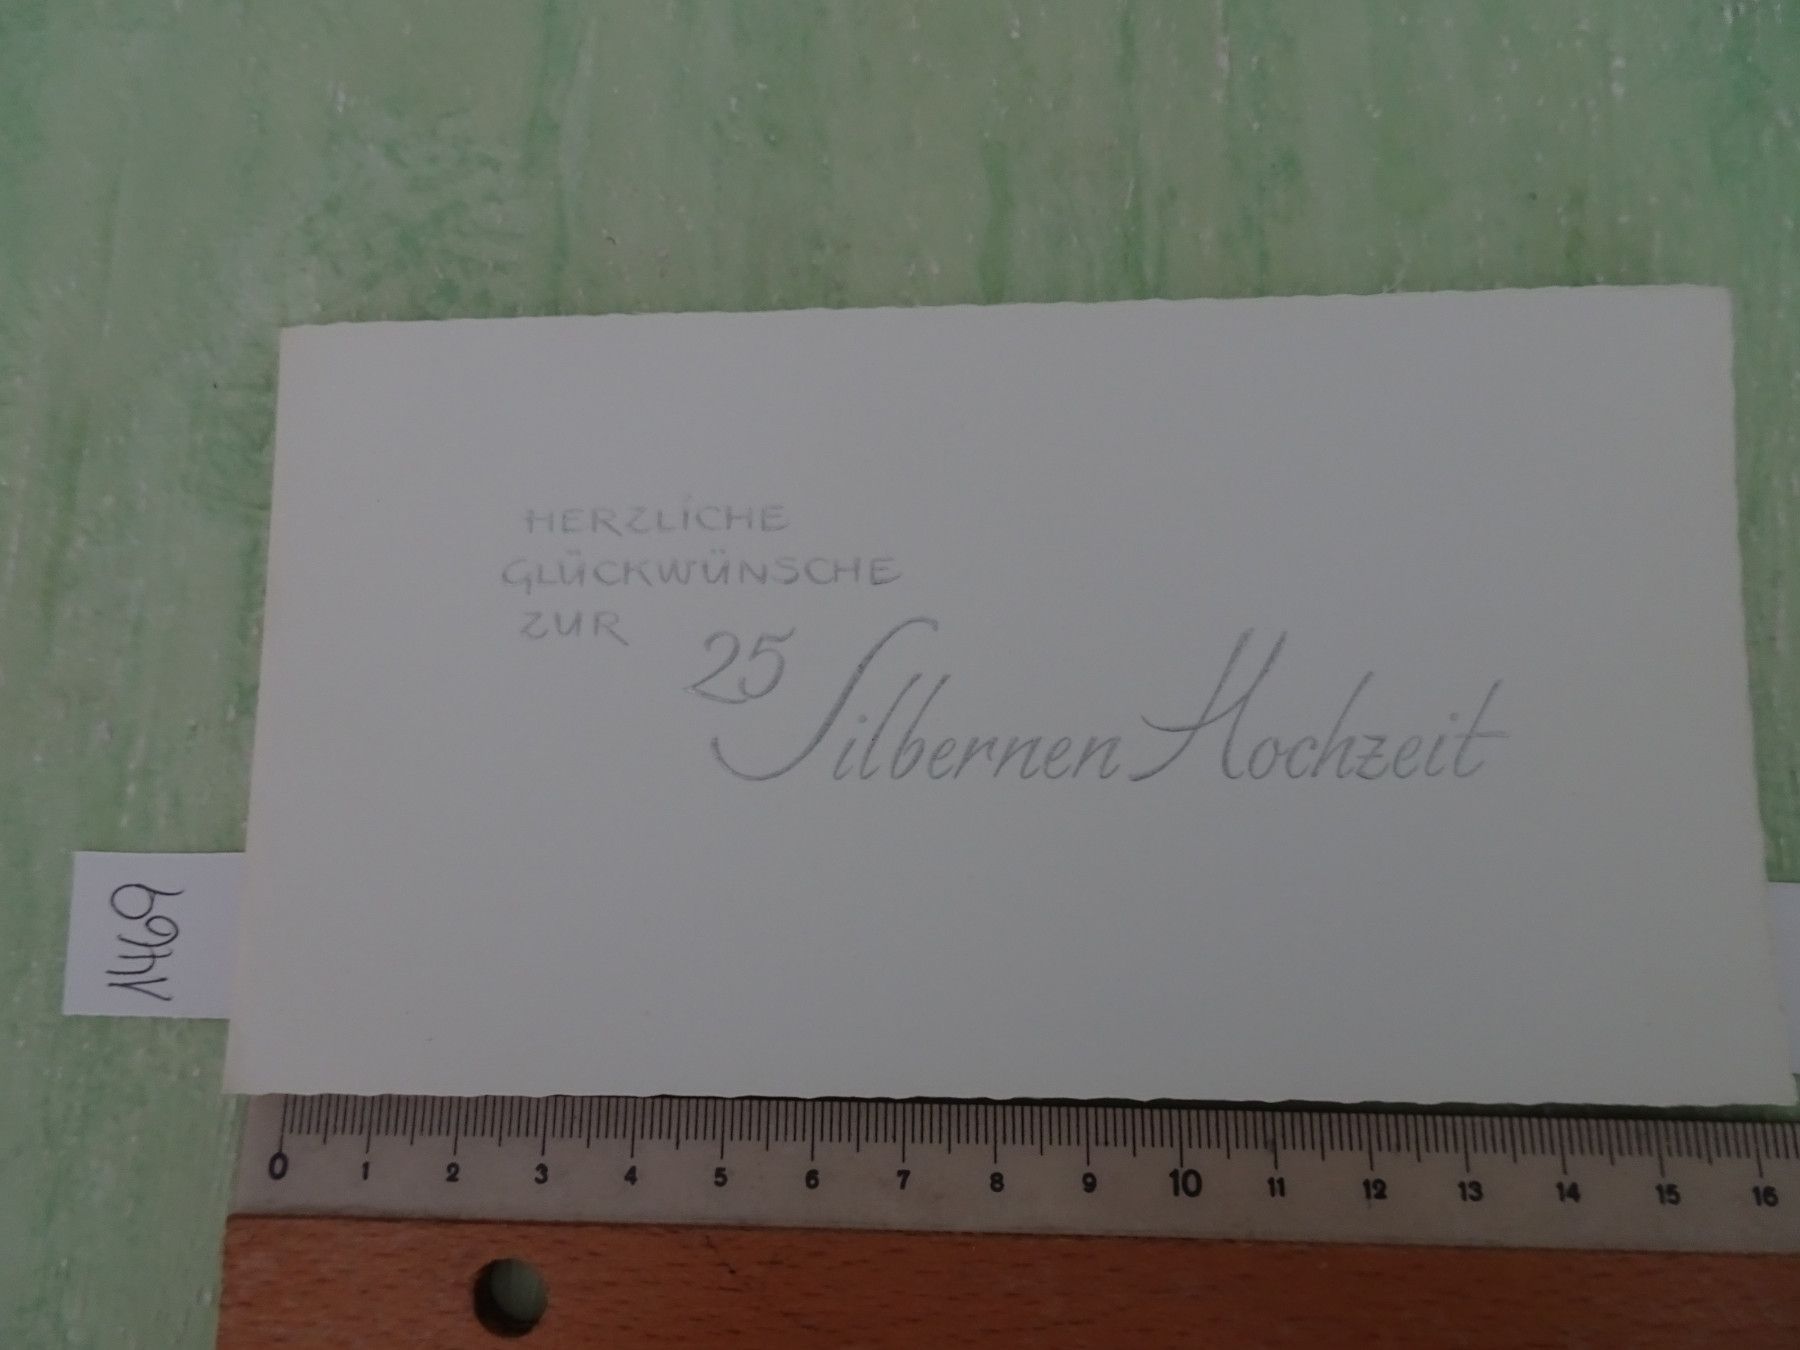 HERZLICHE
GLÜCKWÜNSCHE
ZUR
25
Silbernen Hochzeit
1469
0 1 2 3 4 5 6 7 8 9 10 11 12 13 14 15 16